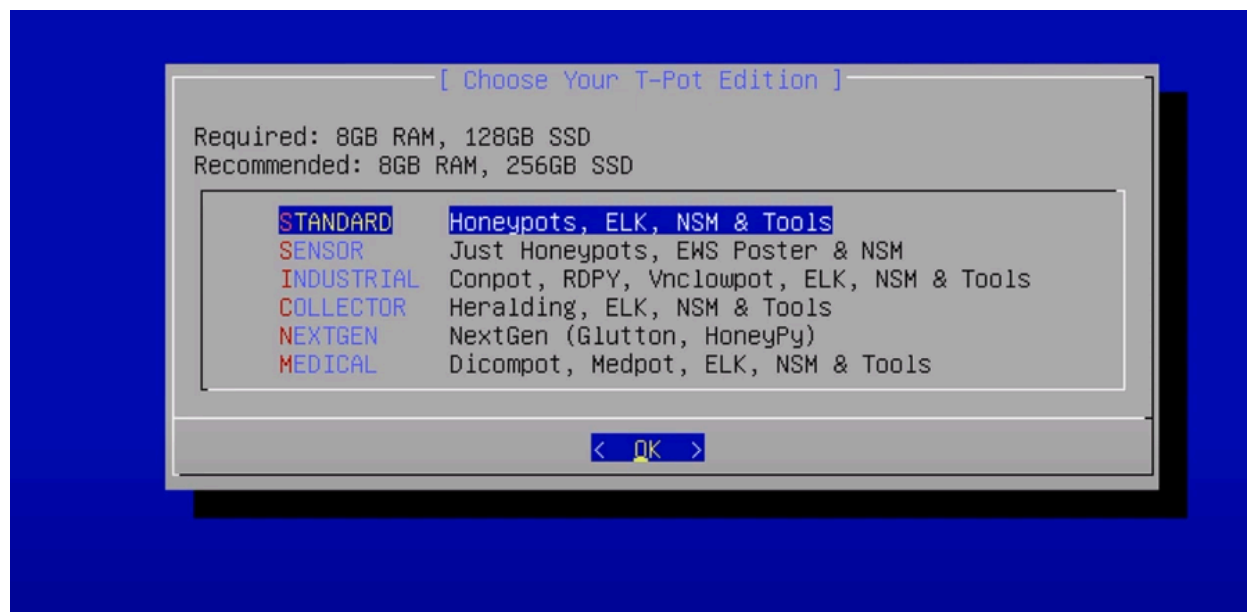 [ Choose Your T-Pot Edition ]
Required: 8GB RAM, 128GB SSD
Recommended: 8GB RAM, 256GB SSD
STANDARD Honeypots, ELK, NSM & Tools
SENSOR Just Honeypots, EWS Poster & NSM
INDUSTRIAL Conpot, RDPY, Vnclowpot, ELK, NSM & Tools
COLLECTOR Heralding, ELK, NSM & Tools
NEXTGEN NextGen (Glutton, HoneyPy)
MEDICAL Dicompot, Medpot, ELK, NSM & Tools
< OK >